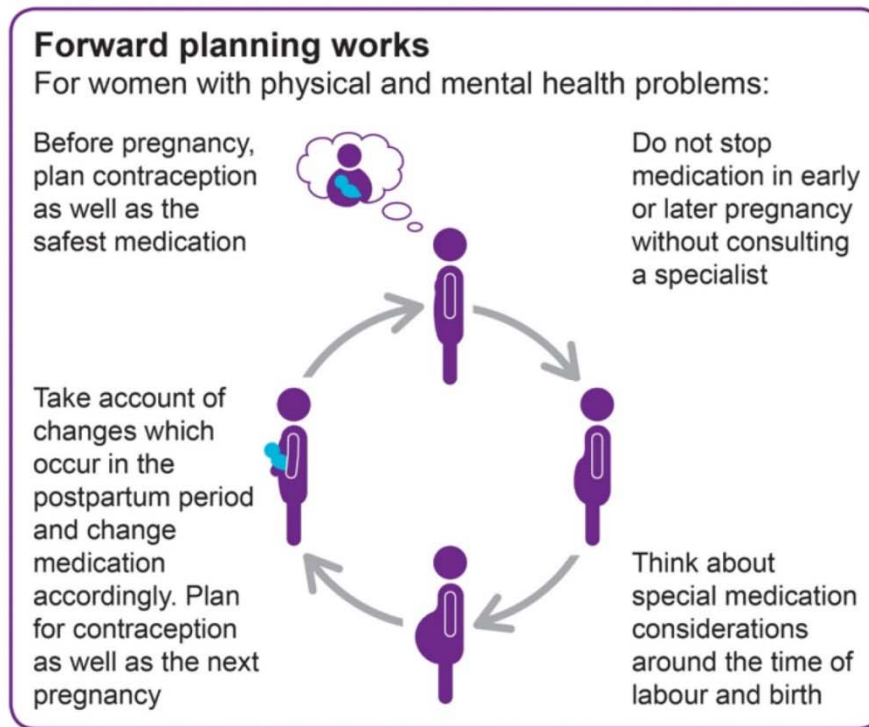 Forward planning works
For women with physical and mental health problems:
Before pregnancy,
plan contraception
as well as the
safest medication
Do not stop
medication in early
or later pregnancy
without consulting
a specialist
Take account of
changes which
occur in the
postpartum period
and change
medication
accordingly. Plan
for contraception
as well as the next
pregnancy
Think about
special medication
considerations
around the time of
labour and birth